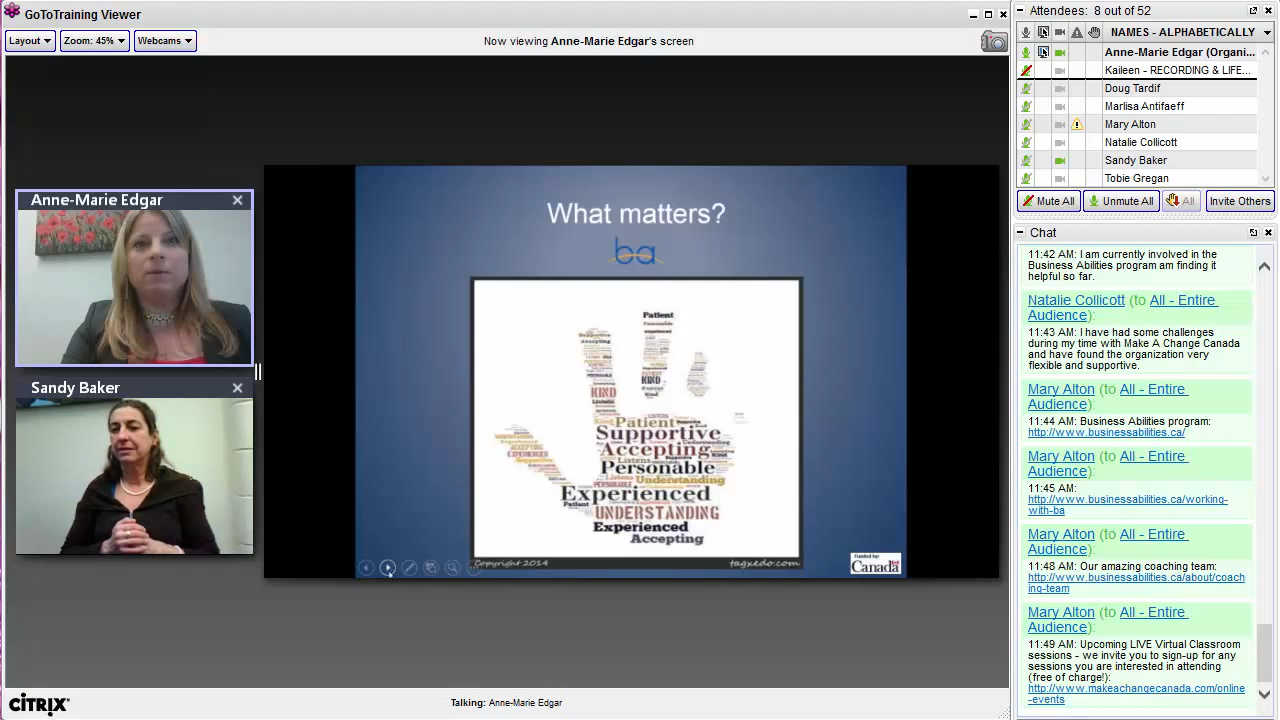 GoToTraining Viewer
Layout
Zoom: 45%
Webcams
Now viewing Anne-Marie Edgar's screen
Anne-Marie Edgar
Sandy Baker
What matters?
ba
Patient
KIND
KIND
Patient
Supportive
Accepting
Personable
Understanding
Experienced
UNDERSTANDING
Experienced
Accepting
Copyright 2014
tagxedo.com
Funded by:
Canada
CITRIX
Talking: Anne-Marie Edgar
Attendees: 8 out of 52
NAMES - ALPHABETICALLY
Anne-Marie Edgar (Organi...
Kaileen - RECORDING & LIFE...
Doug Tardif
Marlisa Antifaeff
Mary Alton
Natalie Collicott
Sandy Baker
Tobie Gregan
Mute All
Unmute All
All
Invite Others
Chat
11:42 AM: I am currently involved in the
Business Abilities program am finding it
helpful so far.
Natalie Collicott (to All - Entire
Audience):
11:43 AM: I have had some challenges
during my time with Make A Change Canada
and have found the organization very
flexible and supportive.
Mary Alton (to All - Entire
Audience):
11:44 AM: Business Abilities program:
http://www.businessabilities.ca/
Mary Alton (to All - Entire
Audience):
11:45 AM:
http://www.businessabilities.ca/working-
with-ba
Mary Alton (to All - Entire
Audience):
11:48 AM: Our amazing coaching team:
http://www.businessabilities.ca/about/coach
ing-team
Mary Alton (to All - Entire
Audience):
11:49 AM: Upcoming LIVE Virtual Classroom
sessions - we invite you to sign-up for any
sessions you are interested in attending
(free of charge!):
http://www.makeachangecanada.com/online
-events